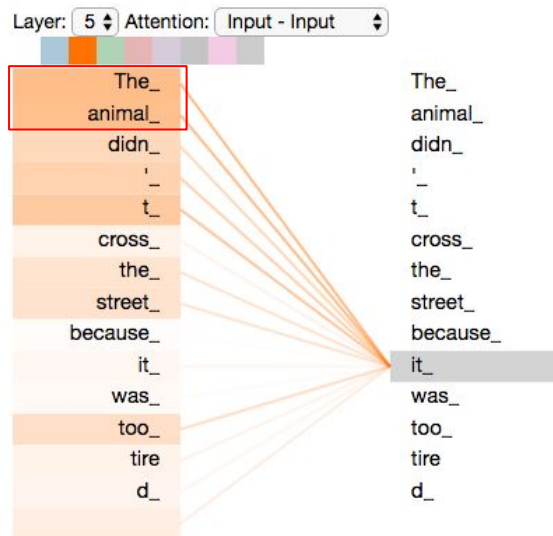 Layer: 5 Attention: Input - Input
The_ The_
animal_ animal_
didn_ didn_
'_ '_
t_ t_
cross_ cross_
the_ the_
street_ street_
because_ because_
it_ it_
was_ was_
too_ too_
tire tire
d_ d_